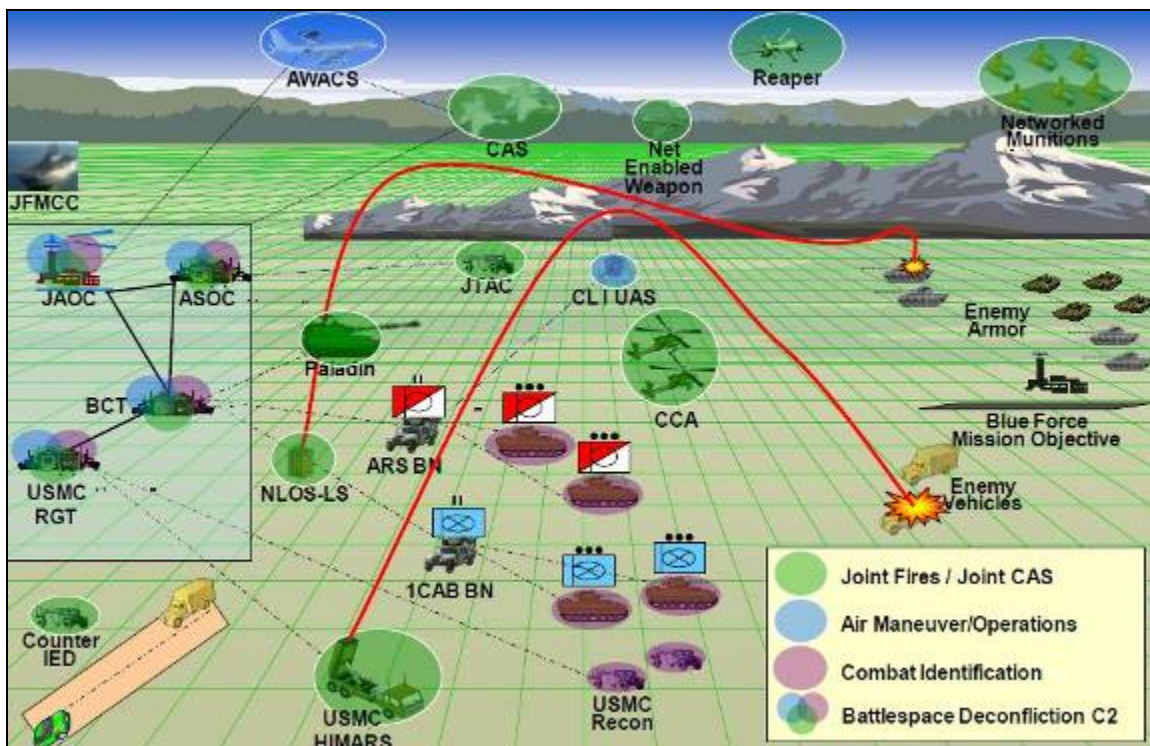 AWACS
Reaper
Networked
Munitions
CAS
Net
Enabled
Weapon
JFMCC
JAOC
ASOC
JTAC
CL I UAS
Enemy
Armor
Paladin
BCT
CCA
Blue Force
Mission Objective
ARS BN
USMC
RGT
NLOS-LS
Enemy
Vehicles
1CAB BN
Joint Fires / Joint CAS
Air Maneuver/Operations
Combat Identification
Battlespace Deconfliction C2
Counter
IED
USMC
Recon
USMC
HIMARS